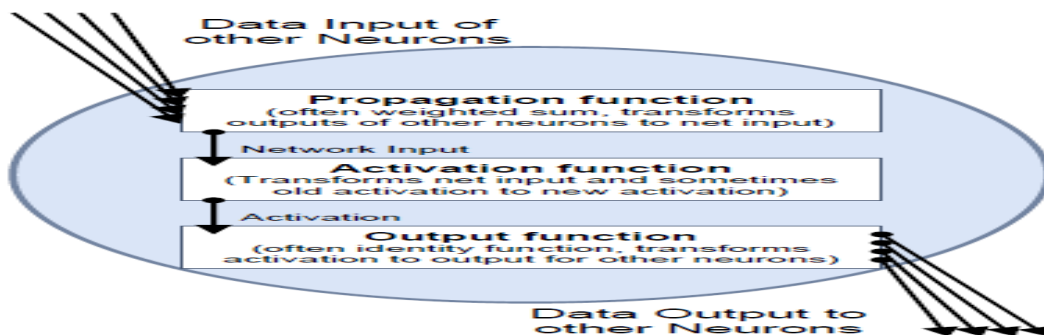 Data Input of
other Neurons
Propagation function
(often weighted sum, transforms
outputs of other neurons to net input)
Network Input
Activation function
(Transforms net input and sometimes
old activation to new activation)
Activation
Output function
(often identity function, transforms
activation to output for other neurons)
Data Output to
other Neurons